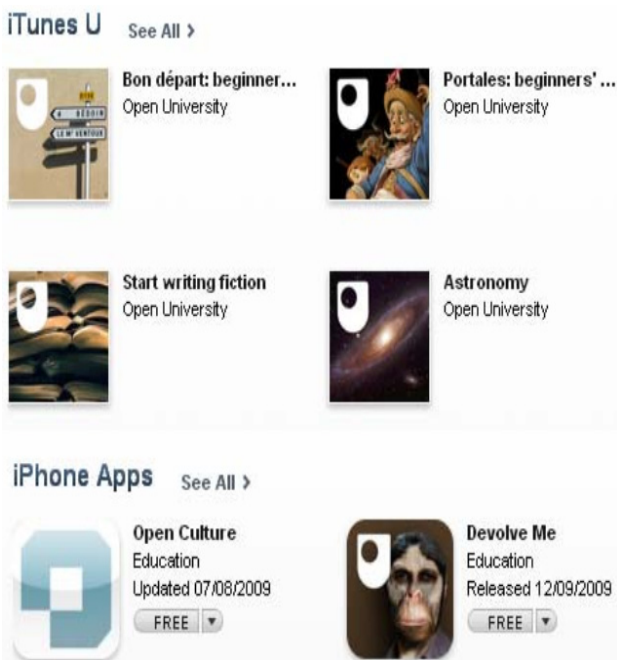 iTunes U See All >
Bon départ: beginner...
Open University
Portales: beginners' ...
Open University
Start writing fiction
Open University
Astronomy
Open University
iPhone Apps See All >
Open Culture
Education
Updated 07/08/2009
FREE
Devolve Me
Education
Released 12/09/2009
FREE